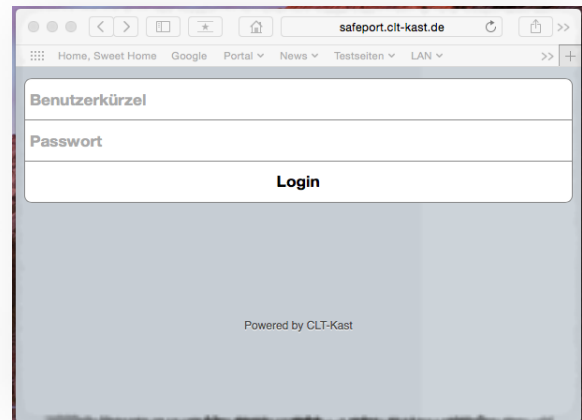 safeport.clt-kast.de
Home, Sweet Home Google Portal News Testseiten LAN
Benutzerkürzel
Passwort
Login
Powered by CLT-Kast